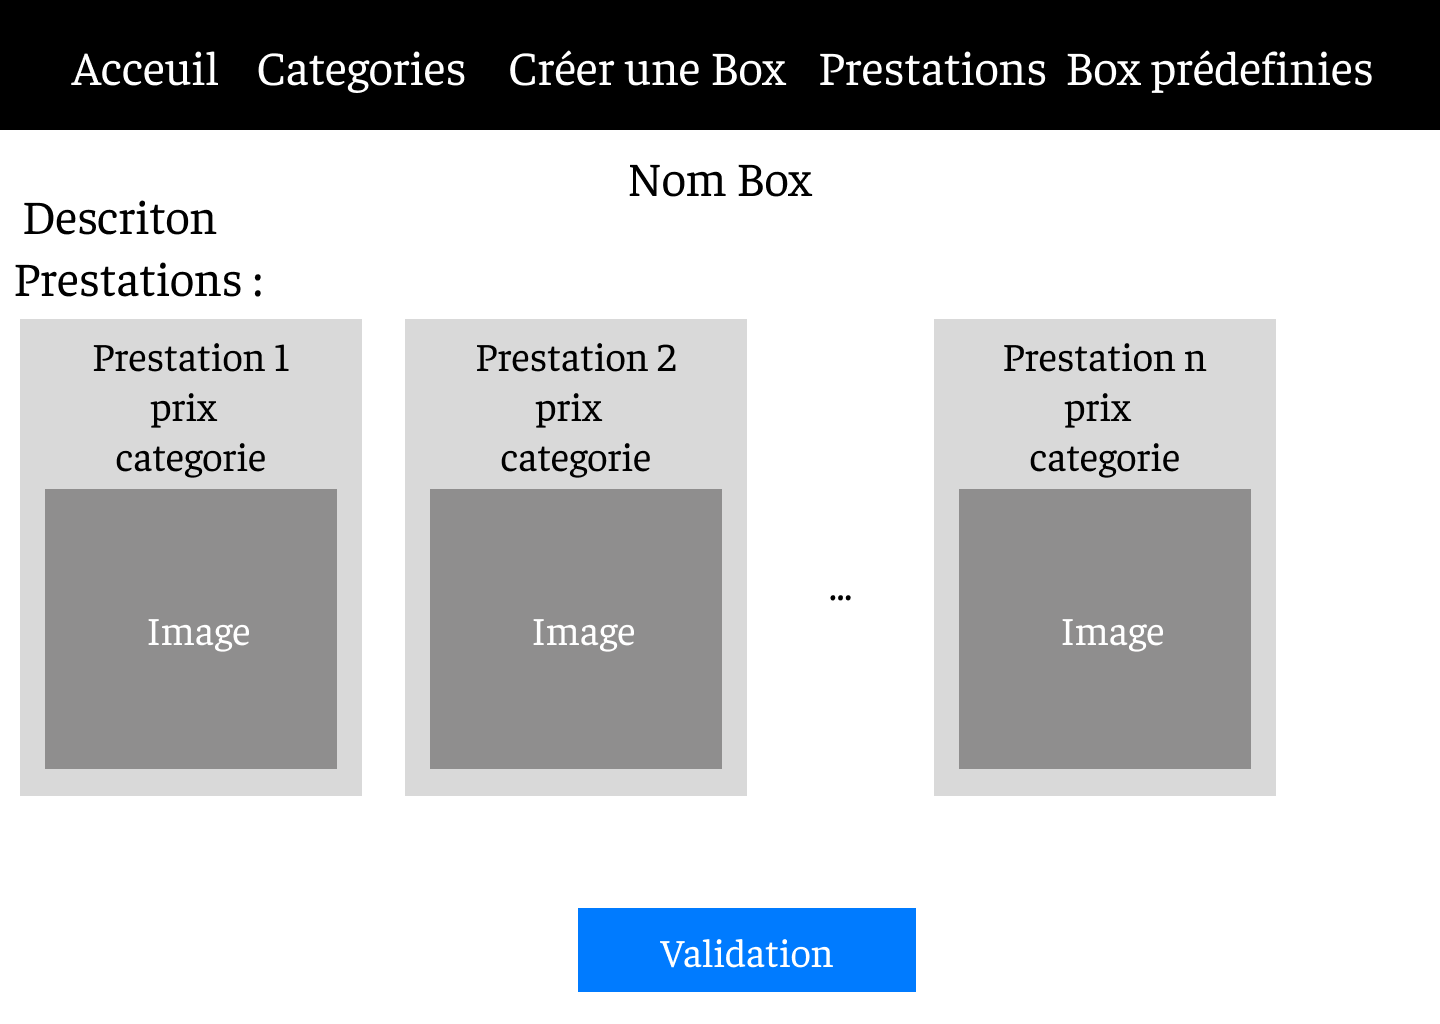 Acceuil Categories Créer une Box Prestations Box prédefinies
Nom Box
Descriton
Prestations :
Prestation 1
prix
categorie
Image
Prestation 2
prix
categorie
Image
...
Prestation n
prix
categorie
Image
Validation